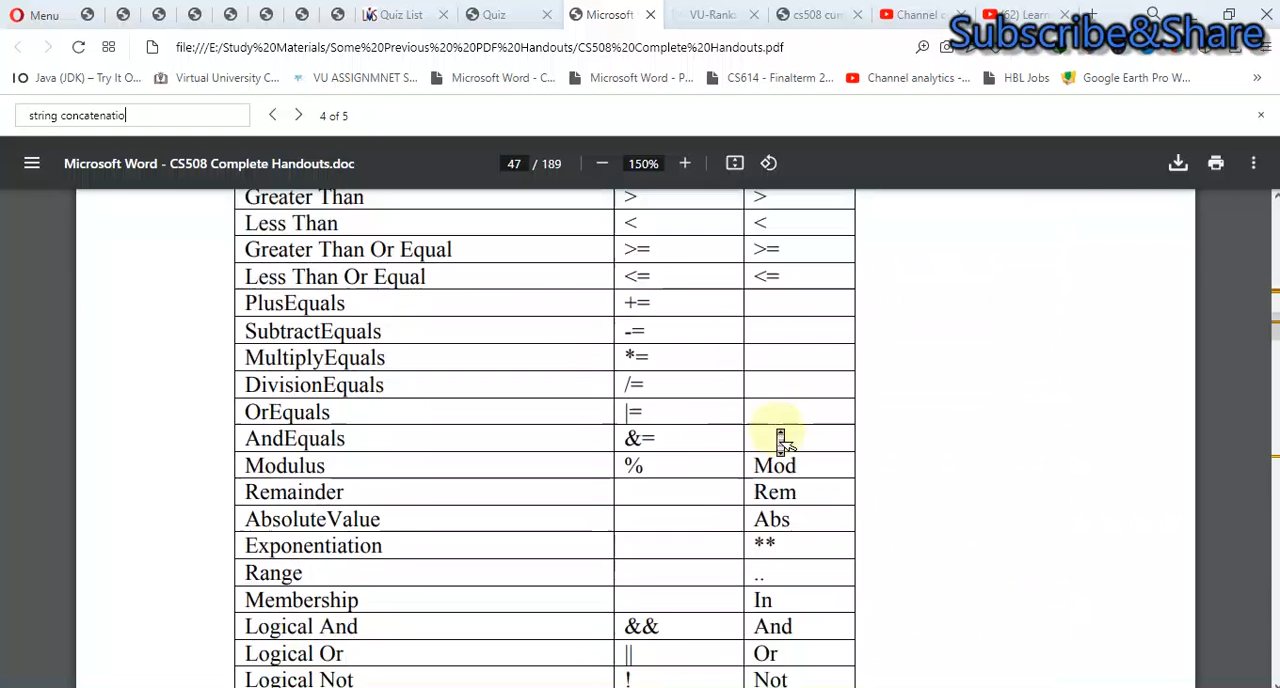 Menu
Quiz List
Quiz
Microsoft
VU-Rank
cs508 cum
Channel c
(62) Learn
Subscribe&Share
file:///E:/Study%20Materials/Some%20Previous%20%20PDF%20Handouts/CS508%20Complete%20Handouts.pdf
Java (JDK) – Try It O...
Virtual University C...
VU ASSIGNMNET S...
Microsoft Word - C...
Microsoft Word - P...
CS614 - Finalterm 2...
Channel analytics -...
HBL Jobs
Google Earth Pro W...
»
string concatenatio
4 of 5
Microsoft Word - CS508 Complete Handouts.doc
47 / 189
— 150% +
Greater Than > >
Less Than < <
Greater Than Or Equal >= >=
Less Than Or Equal <= <=
PlusEquals +=
SubtractEquals -=
MultiplyEquals *=
DivisionEquals /=
OrEquals |=
AndEquals &=
Modulus % Mod
Remainder Rem
AbsoluteValue Abs
Exponentiation **
Range ..
Membership In
Logical And && And
Logical Or || Or
Logical Not ! Not